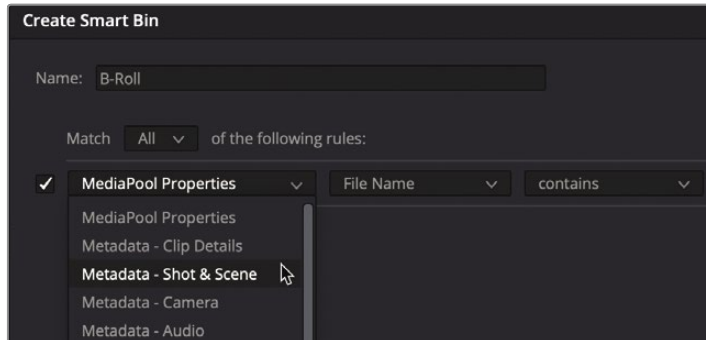 Create Smart Bin
Name: B-Roll
Match All of the following rules:
MediaPool Properties File Name contains
MediaPool Properties
Metadata - Clip Details
Metadata - Shot & Scene
Metadata - Camera
Metadata - Audio